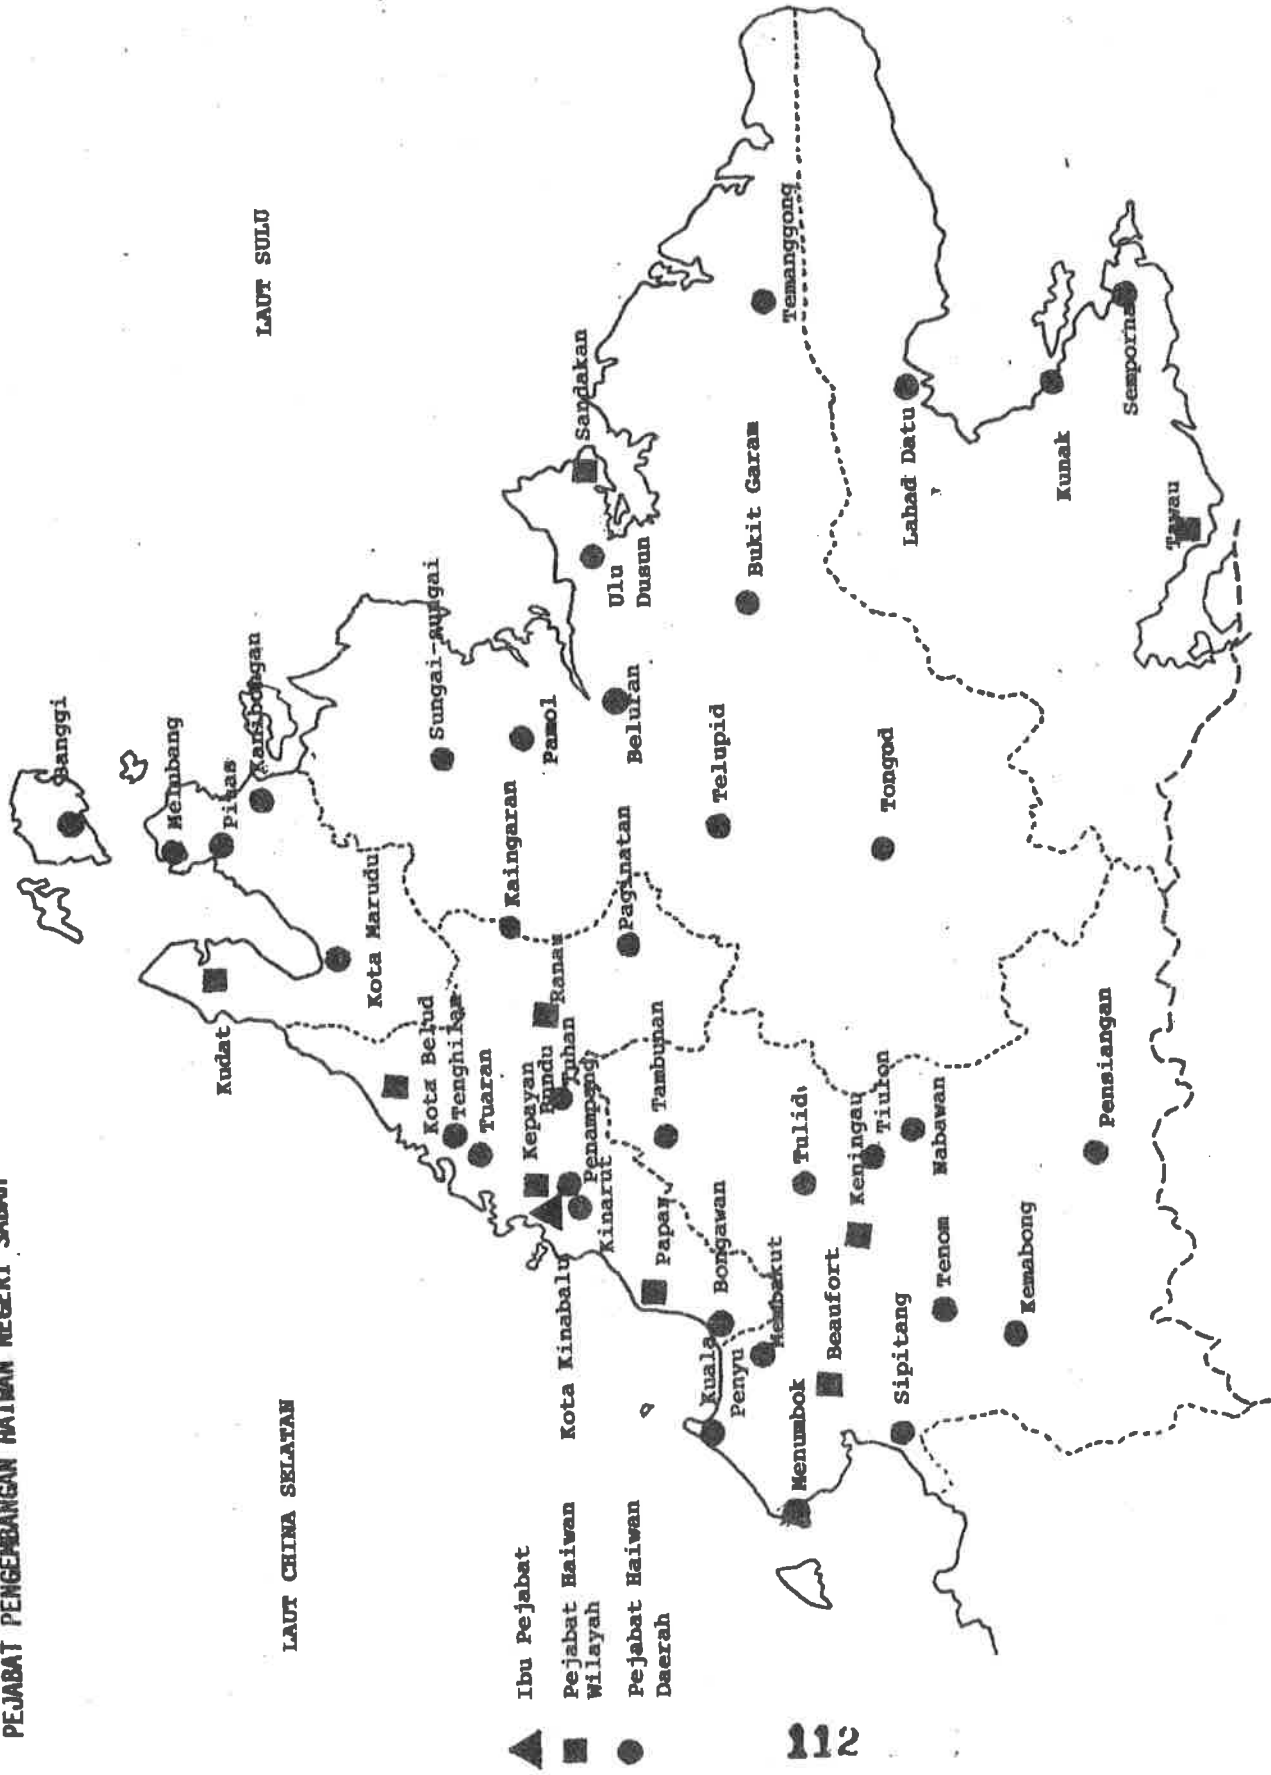 PEJABAT PENGEMBANGAN HAIWAN NEGERI SABAH
LAUT CHINA SELATAN
LAUT SULU
Banggi
Melubang
Pitas
Kanibongan
Kudat
Kota Marudu
Sungai-sungai
Kota Belud
Tenghilan
Tuaran
Kaingaran
Pamol
Ranau
Kepayan
Bundu
Tuhan
Penampang
Kinarut
Kota Kinabalu
Paginatan
Beluran
Ulu
Dusun
Sandakan
Tambunan
Papar
Bongawan
Telupid
Bukit Garam
Temanggong
Kuala
Penyu
Membakut
Menumbok
Tulid
Beaufort
Keningau
Tiulon
Tongod
Lahad Datu
Sipitang
Tenom
Nabawan
Kemabong
Pensiangan
Kunak
Semporna
Tawau
Ibu Pejabat
Pejabat Haiwan
Wilayah
Pejabat Haiwan
Daerah
112